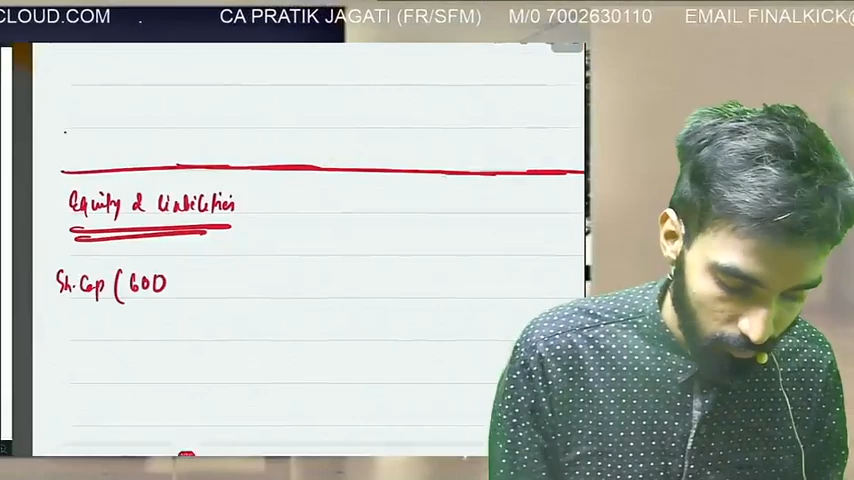 CLOUD.COM . CA PRATIK JAGATI (FR/SFM) M/0 7002630110 EMAIL FINALKICK@
Equity & Liabilities
Sh. Cap (600